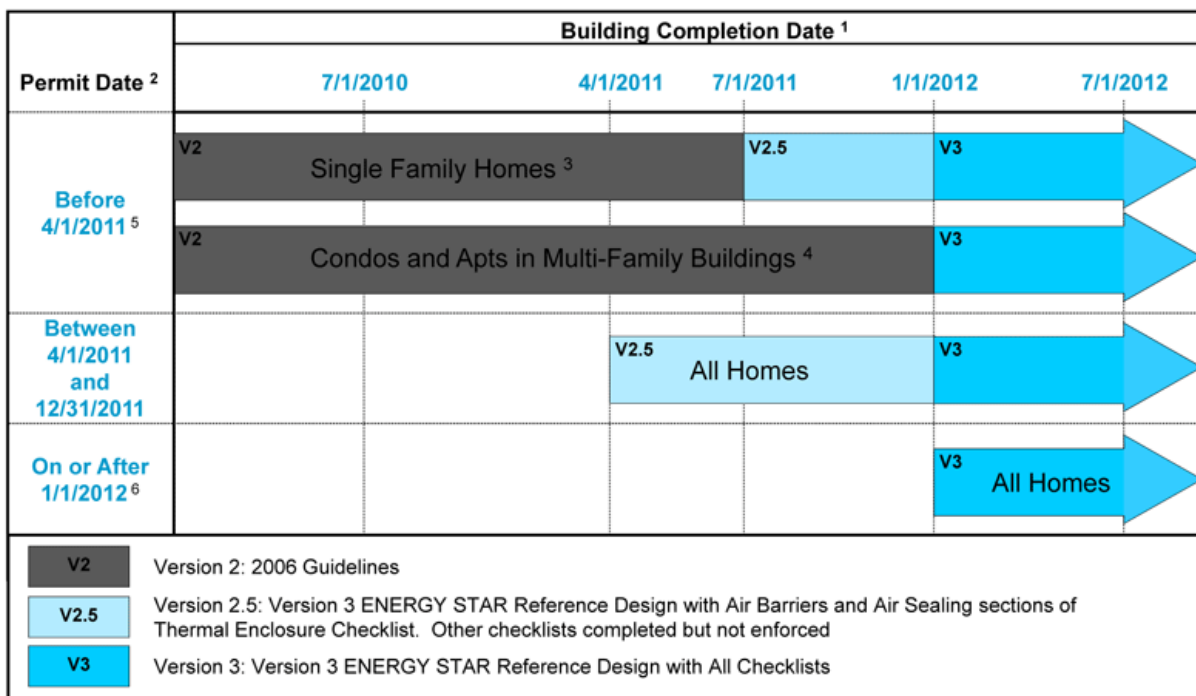 Building Completion Date 1
Permit Date 2
7/1/2010 4/1/2011 7/1/2011 1/1/2012 7/1/2012
Before
4/1/2011 5
V2 V2.5 V3
Single Family Homes 3
V2 V3
Condos and Apts in Multi-Family Buildings 4
Between
4/1/2011
and
12/31/2011
V2.5 V3
All Homes
On or After
1/1/2012 6
V3
All Homes
V2 Version 2: 2006 Guidelines
V2.5 Version 2.5: Version 3 ENERGY STAR Reference Design with Air Barriers and Air Sealing sections of
Thermal Enclosure Checklist. Other checklists completed but not enforced
V3 Version 3: Version 3 ENERGY STAR Reference Design with All Checklists